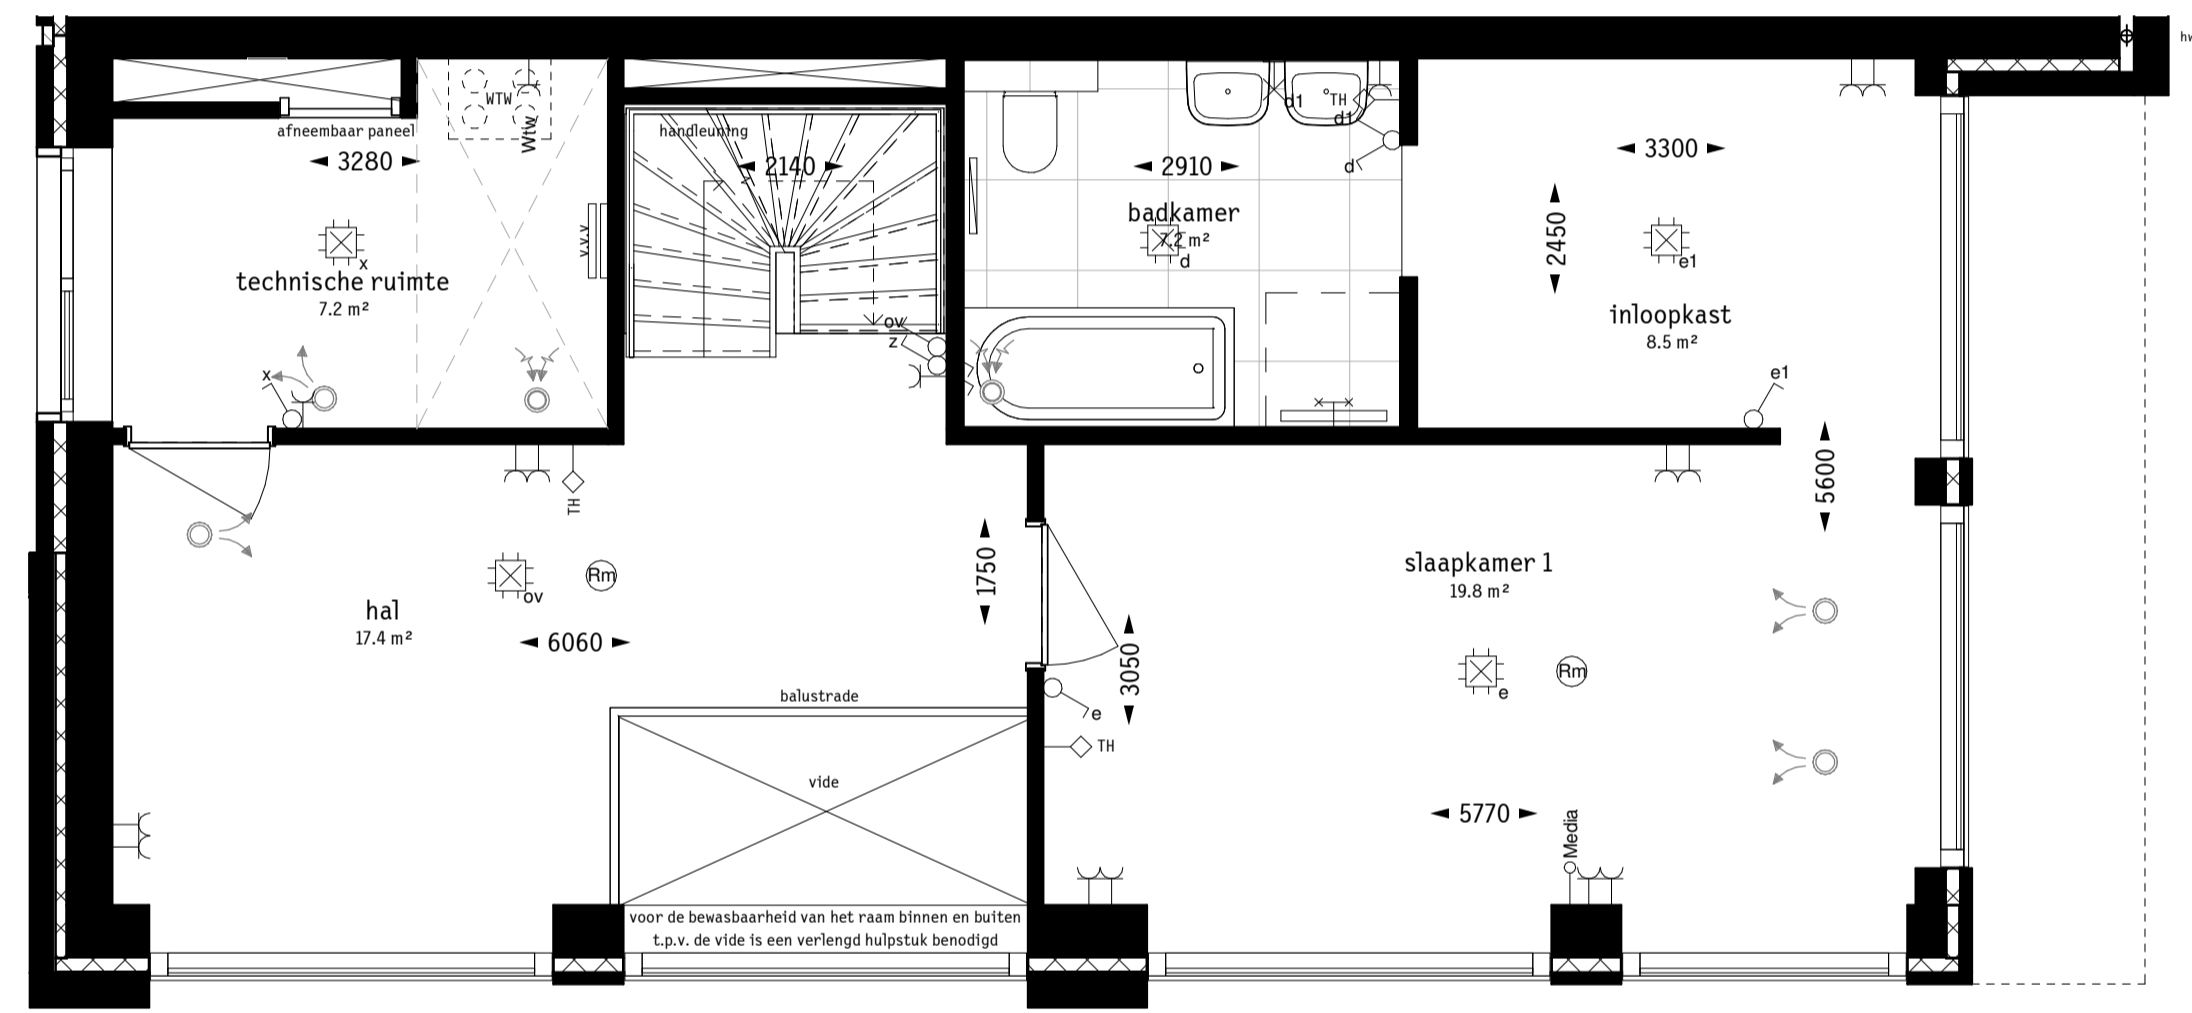 hw
WTW
Wtw
afneembaar paneel
handleuning
d1
TH
d1
3280
2140
2910
d
3300
badkamer
7.2 m²
d
2450
v.v.v
x
e1
technische ruimte
7.2 m²
inloopkast
8.5 m²
ov
z
x
e1
5600
TH
1750
slaapkamer 1
19.8 m²
Rm
ov
hal
17.4 m²
6060
3050
Rm
e
balustrade
e
TH
vide
5770
Media
voor de bewasbaarheid van het raam binnen en buiten
t.p.v. de vide is een verlengd hulpstuk benodigd